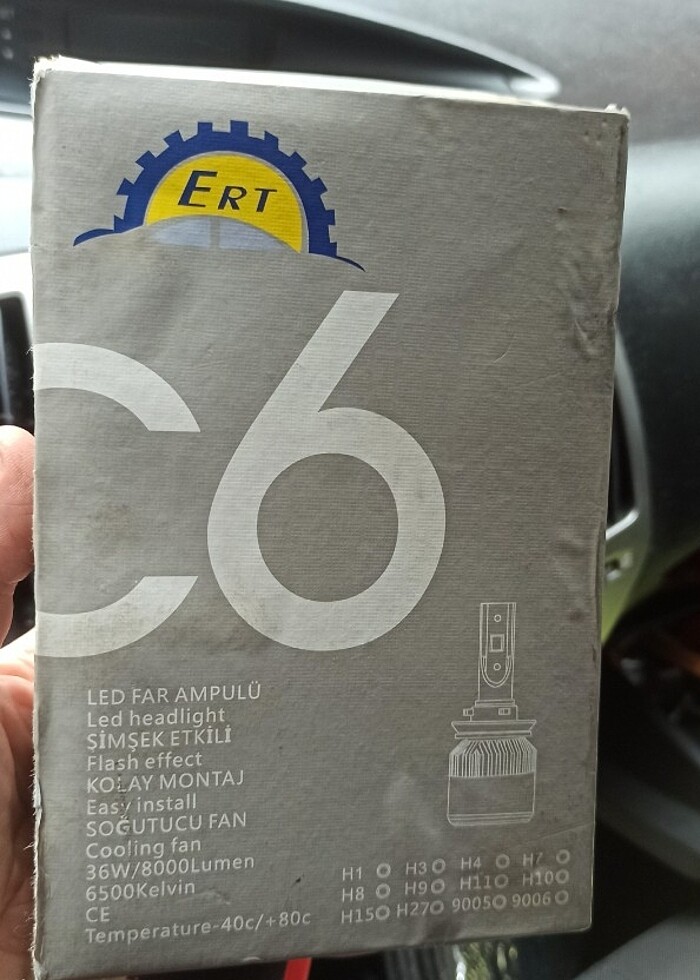 ERT
C6
LED FAR AMPULÜ
Led headlight
ŞİMŞEK ETKİLİ
Flash effect
KOLAY MONTAJ
Easy install
SOĞUTUCU FAN
Cooling fan
36W/8000Lumen
6500Kelvin
CE
Temperature-40c/+80c
H1 H3 H4 H7
H8 H9 H11 H10
H15 H27 9005 9006